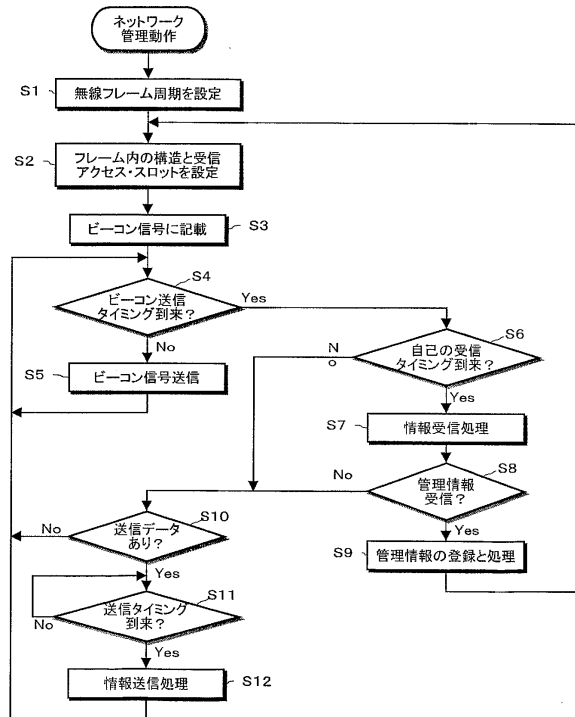 ネットワーク
管理動作
S1
無線フレーム周期を設定
S2
フレーム内の構造と受信
アクセス・スロットを設定
ビーコン信号に記載
S3
S4
ビーコン送信
タイミング到来?
Yes
No
S5
ビーコン信号送信
S6
自己の受信
タイミング到来?
No
Yes
S7
情報受信処理
S8
管理情報
受信?
No
Yes
S9
管理情報の登録と処理
S10
送信データ
あり?
No
Yes
S11
送信タイミング
到来?
No
Yes
情報送信処理
S12